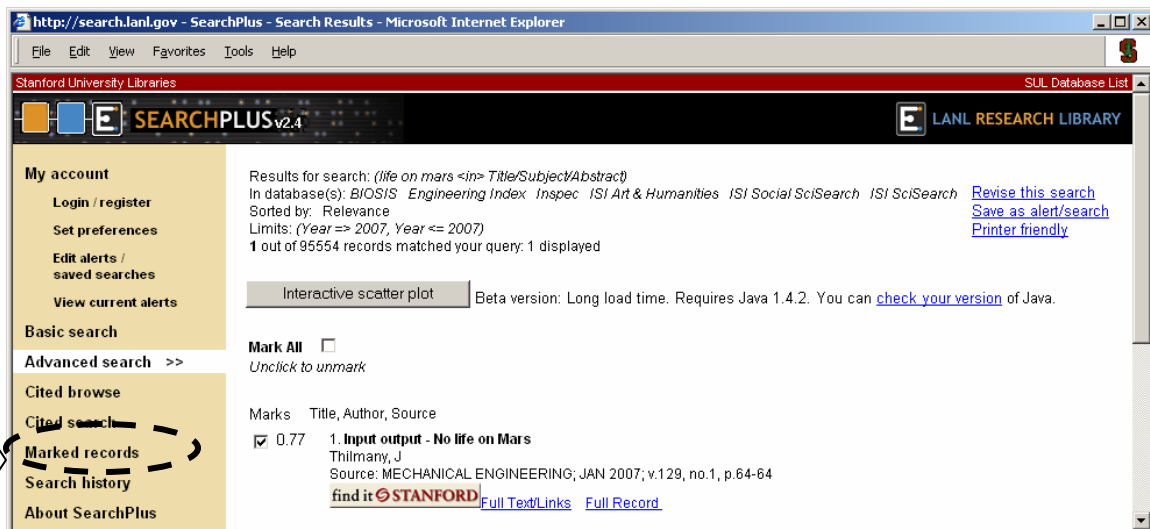 http://search.lanl.gov - SearchPlus - Search Results - Microsoft Internet Explorer
File Edit View Favorites Tools Help
Stanford University Libraries SUL Database List
E SEARCHPLUS v2.4 E LANL RESEARCH LIBRARY
My account
Login / register
Set preferences
Edit alerts /
saved searches
View current alerts
Basic search
Advanced search >>
Cited browse
Cited search
Marked records
Search history
About SearchPlus
Results for search: (life on mars <in> Title/Subject/Abstract)
In database(s): BIOSIS Engineering Index Inspec ISI Art & Humanities ISI Social SciSearch ISI SciSearch
Sorted by: Relevance
Limits: (Year => 2007, Year <= 2007)
1 out of 95554 records matched your query: 1 displayed
Revise this search
Save as alert/search
Printer friendly
Interactive scatter plot Beta version: Long load time. Requires Java 1.4.2. You can check your version of Java.
Mark All
Unclick to unmark
Marks Title, Author, Source
0.77 1. Input output - No life on Mars
Thilmany, J
Source: MECHANICAL ENGINEERING; JAN 2007; v.129, no.1, p.64-64
find it S STANFORD Full Text/Links Full Record